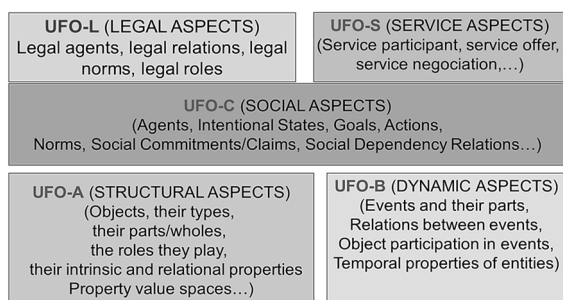 UFO-L (LEGAL ASPECTS)
Legal agents, legal relations, legal
norms, legal roles
UFO-S (SERVICE ASPECTS)
(Service participant, service offer,
service negociation,…)
UFO-C (SOCIAL ASPECTS)
(Agents, Intentional States, Goals, Actions,
Norms, Social Commitments/Claims, Social Dependency Relations…)
UFO-A (STRUCTURAL ASPECTS)
(Objects, their types,
their parts/wholes,
the roles they play,
their intrinsic and relational properties
Property value spaces…)
UFO-B (DYNAMIC ASPECTS)
(Events and their parts,
Relations between events,
Object participation in events,
Temporal properties of entities)